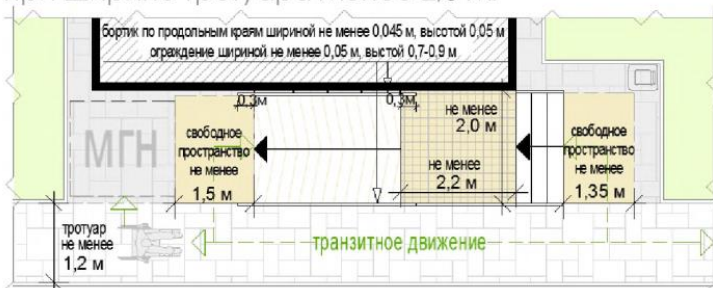 бортик по продольным краям шириной не менее 0,045 м, высотой 0,05 м
ограждение шириной не менее 0,05 м, выстой 0,7-0,9 м
0,3м
0,3м
МГН
свободное
пространство
не менее
1,5 м
не менее
2,0 м
не менее
2,2 м
свободное
пространство
не менее
1,35 м
тротуар
не менее
1,2 м
транзитное движение